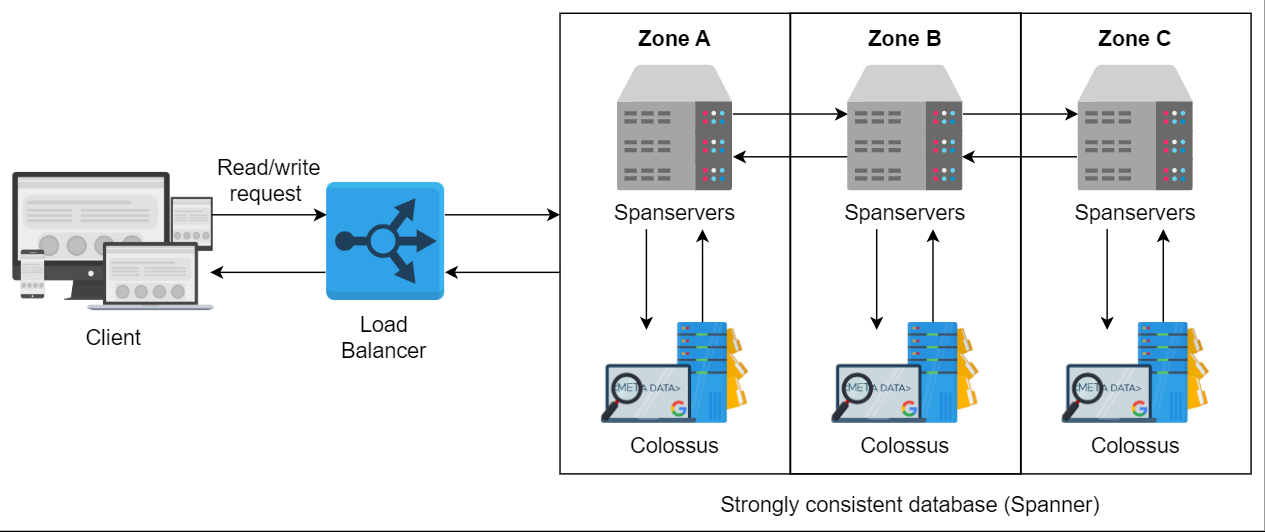 Zone A
Zone B
Zone C
Read/write
request
Spanservers
Spanservers
Spanservers
Client
Load
Balancer
<META DATA>
G
<META DATA>
G
<META DATA>
G
Colossus
Colossus
Colossus
Strongly consistent database (Spanner)